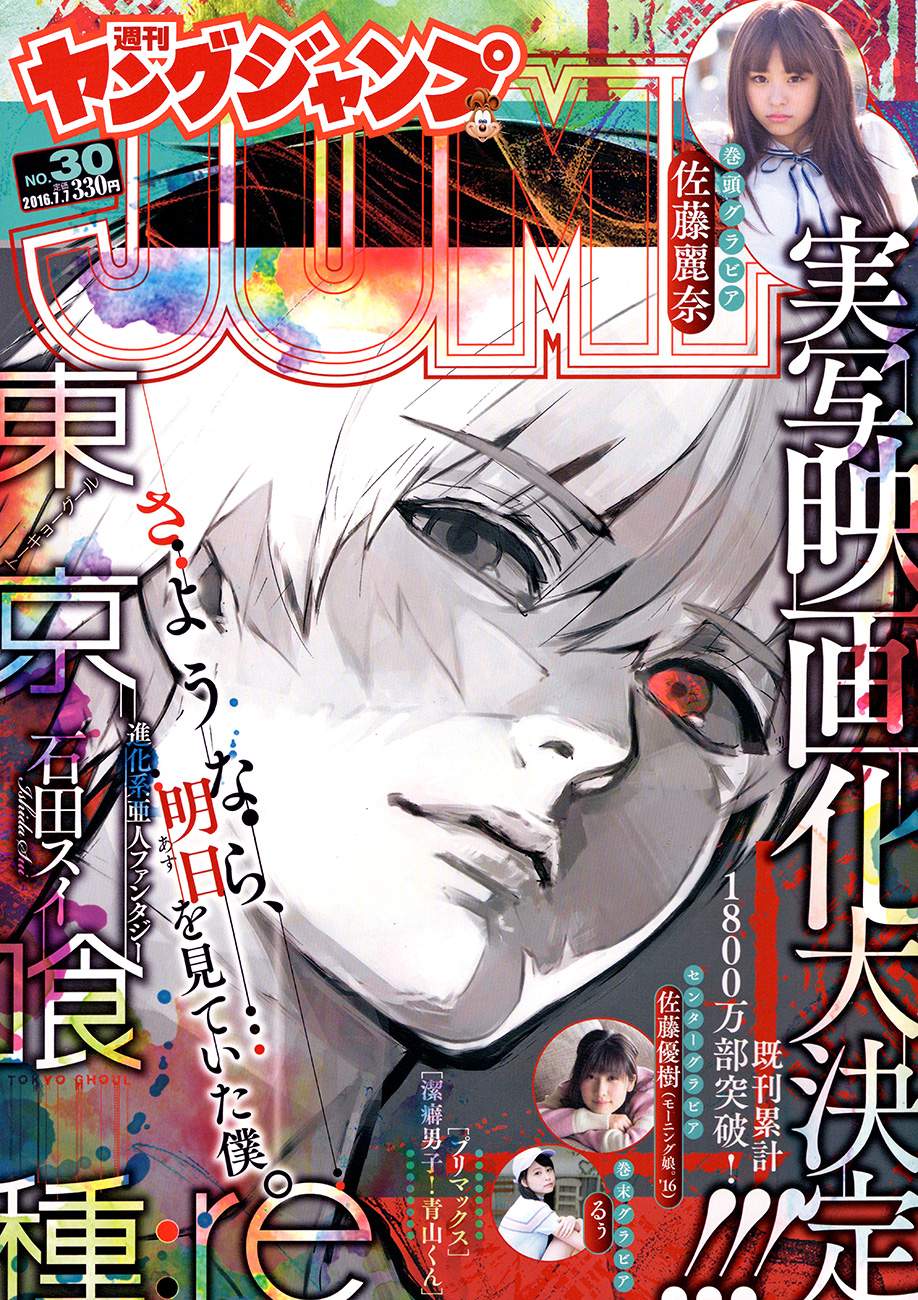 週刊
ヤングジャンプ
JUMP
NO.30
2016.7.7 定価330円
巻頭グラビア
佐藤麗奈
実写映画化大決定!!!
既刊累計
1800万部突破!
東京喰種:re
トーキョーグール
TOKYO GHOUL
進化系亜人ファンタジー
石田スイ
Ishida Sui
さようなら、
明日を見ていた僕。
あす
センターグラビア
佐藤優樹(モーニング娘。'16)
巻末グラビア
るぅ
[プリマックス]
[潔癖男子!青山くん]